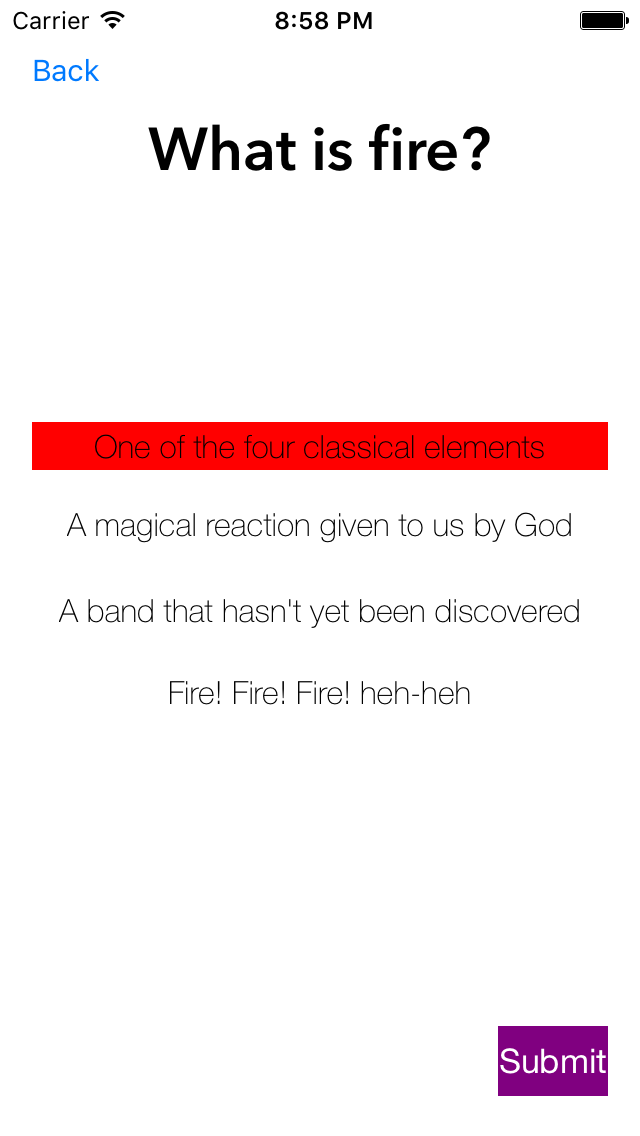 Carrier 8:58 PM
Back
What is fire?
One of the four classical elements
A magical reaction given to us by God
A band that hasn't yet been discovered
Fire! Fire! Fire! heh-heh
Submit